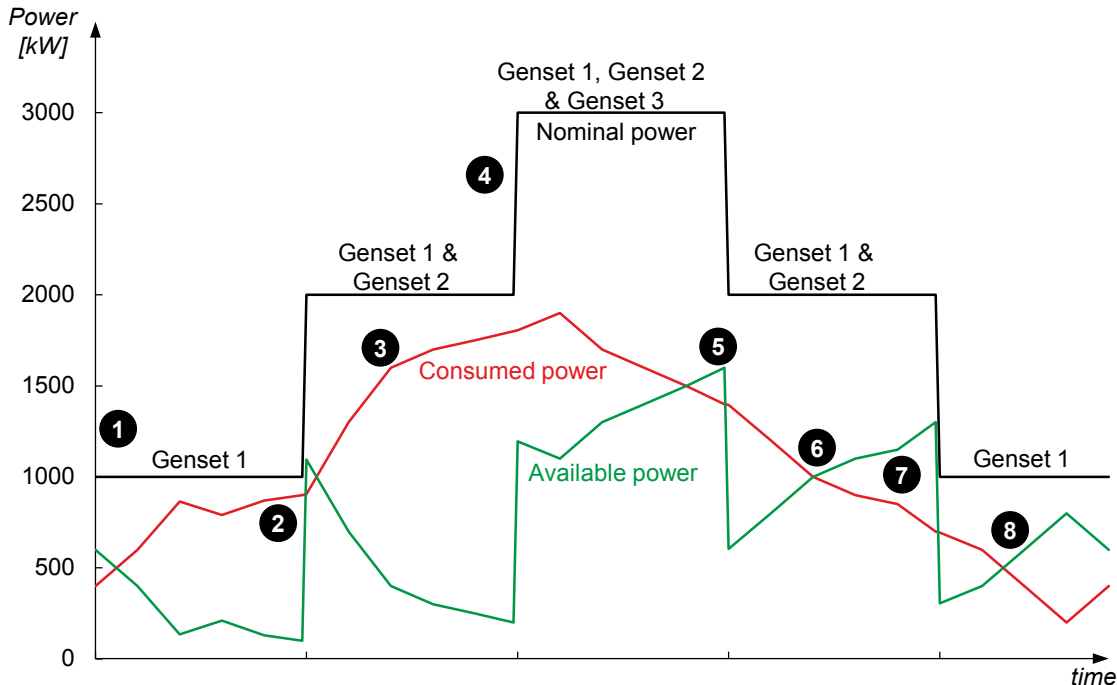 Power
[kW]
Genset 1, Genset 2
& Genset 3
3000
Nominal power
4
2500
Genset 1 &
Genset 2
Genset 1 &
Genset 2
2000
3
5
Consumed power
1500
1
6
Genset 1
Available power
7
Genset 1
1000
2
8
500
0
time